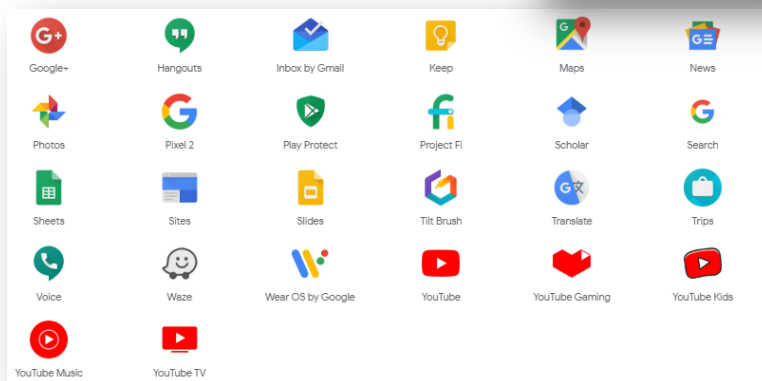 G+
Google+ Hangouts Inbox by Gmail Keep Maps News
Photos Pixel 2 Play Protect Project Fi Scholar Search
Sheets Sites Slides Tilt Brush Translate Trips
Voice Waze Wear OS by Google YouTube YouTube Gaming YouTube Kids
YouTube Music YouTube TV